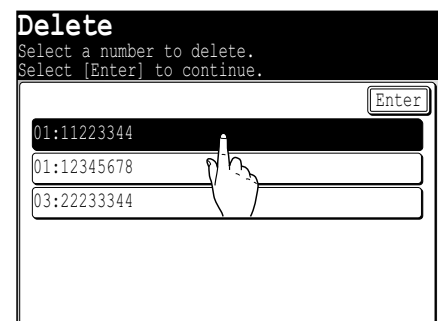 Delete
Select a number to delete.
Select [Enter] to continue.
Enter
01:11223344
01:12345678
03:22233344